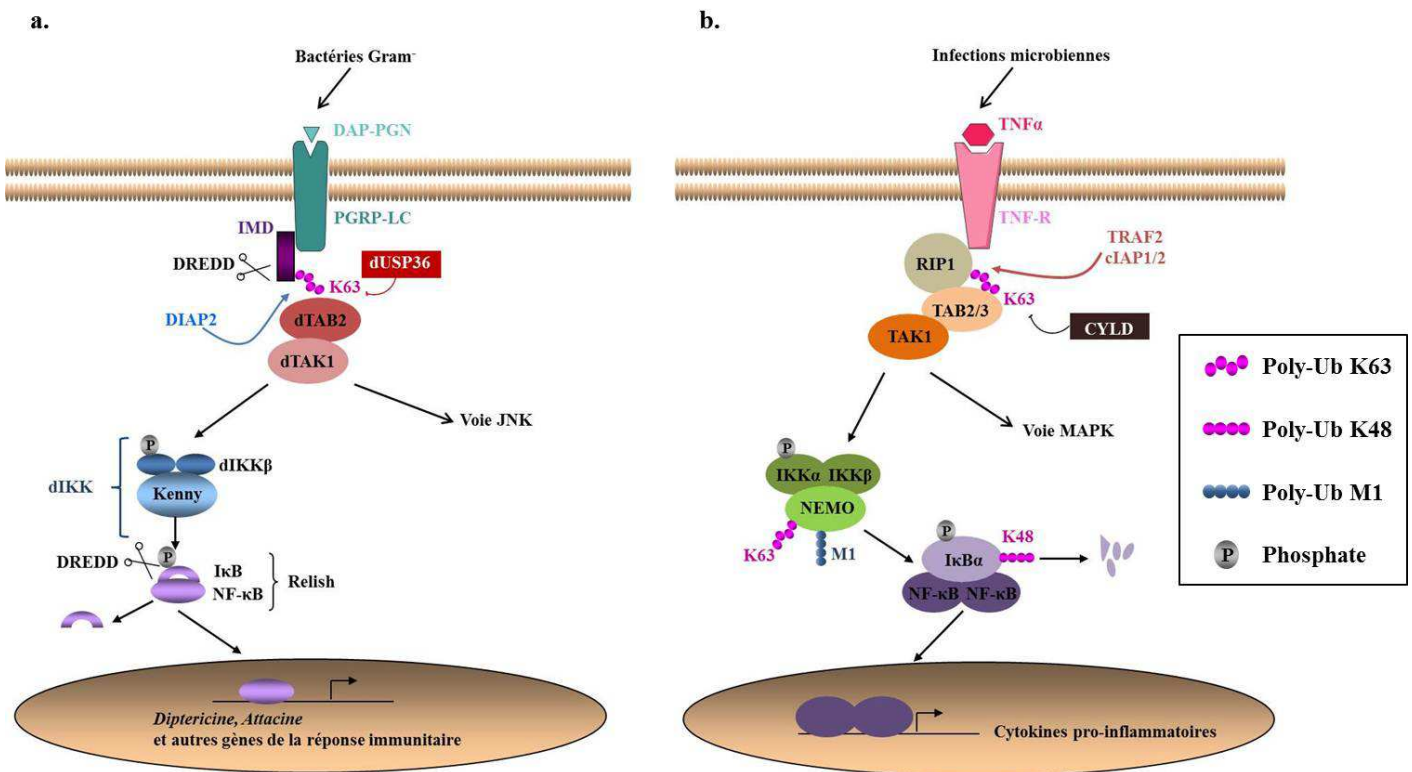 a.
Bactéries Gram⁻
DAP-PGN
PGRP-LC
IMD
DREDD
dUSP36
K63
DIAP2
dTAB2
dTAK1
Voie JNK
P
dIKKβ
dIKK
Kenny
DREDD
P
IκB
NF-κB
Relish
Diptericine, Attacine
et autres gènes de la réponse immunitaire
b.
Infections microbiennes
TNFα
TNF-R
TRAF2
cIAP1/2
RIP1
K63
TAB2/3
CYLD
TAK1
Voie MAPK
P
IKKα IKKβ
NEMO
K63
M1
P
K48
IκBα
NF-κB NF-κB
Cytokines pro-inflammatoires
Poly-Ub K63
Poly-Ub K48
Poly-Ub M1
P Phosphate